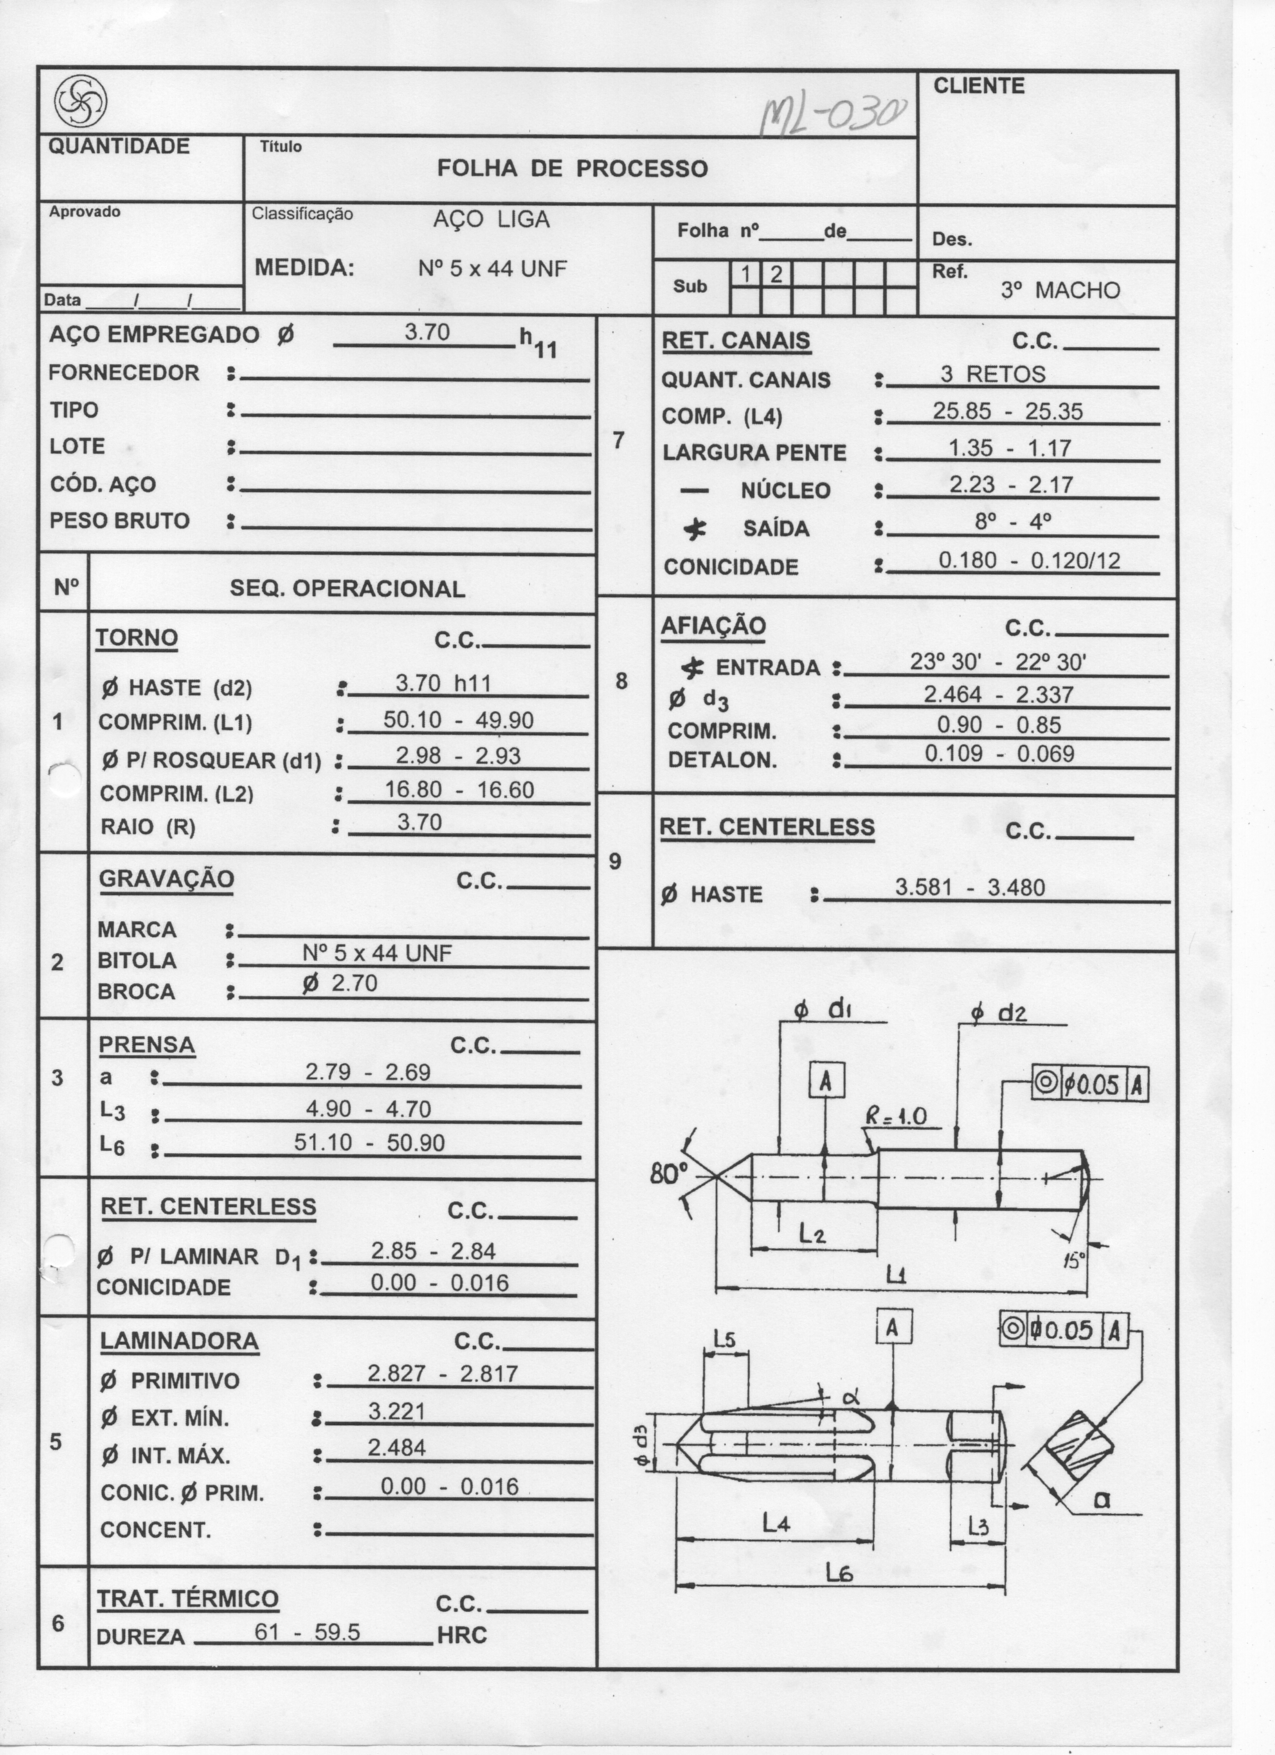 ML-030
CLIENTE
QUANTIDADE
Titulo
FOLHA DE PROCESSO
Aprovado
Classificação AÇO LIGA
MEDIDA: Nº 5 x 44 UNF
Data ____/____/____
Folha nº______de______
Sub 1 2
Des.
Ref. 3º MACHO
AÇO EMPREGADO Ø 3.70 h11
FORNECEDOR :
TIPO :
LOTE :
CÓD. AÇO :
PESO BRUTO :
Nº SEQ. OPERACIONAL
1
TORNO C.C.
Ø HASTE (d2) : 3.70 h11
COMPRIM. (L1) : 50.10 - 49.90
Ø P/ ROSQUEAR (d1) : 2.98 - 2.93
COMPRIM. (L2) : 16.80 - 16.60
RAIO (R) : 3.70
2
GRAVAÇÃO C.C.
MARCA :
BITOLA : Nº 5 x 44 UNF
BROCA : Ø 2.70
3
PRENSA C.C.
a : 2.79 - 2.69
L3 : 4.90 - 4.70
L6 : 51.10 - 50.90
RET. CENTERLESS C.C.
Ø P/ LAMINAR D1 : 2.85 - 2.84
CONICIDADE : 0.00 - 0.016
5
LAMINADORA C.C.
Ø PRIMITIVO : 2.827 - 2.817
Ø EXT. MÍN. : 3.221
Ø INT. MÁX. : 2.484
CONIC. Ø PRIM. : 0.00 - 0.016
CONCENT. :
6
TRAT. TÉRMICO C.C.
DUREZA 61 - 59.5 HRC
7
RET. CANAIS C.C.
QUANT. CANAIS : 3 RETOS
COMP. (L4) : 25.85 - 25.35
LARGURA PENTE : 1.35 - 1.17
— NÚCLEO : 2.23 - 2.17
SAÍDA : 8º - 4º
CONICIDADE : 0.180 - 0.120/12
8
AFIAÇÃO C.C.
ENTRADA : 23º 30' - 22º 30'
Ø d3 : 2.464 - 2.337
COMPRIM. : 0.90 - 0.85
DETALON. : 0.109 - 0.069
9
RET. CENTERLESS C.C.
Ø HASTE : 3.581 - 3.480
ϕ d1 ϕ d2
A
◎ ϕ0.05 A
R=1.0
80°
L2
15°
L1
L5
A
◎ ϕ0.05 A
α
ϕ d3
a
L4
L3
L6